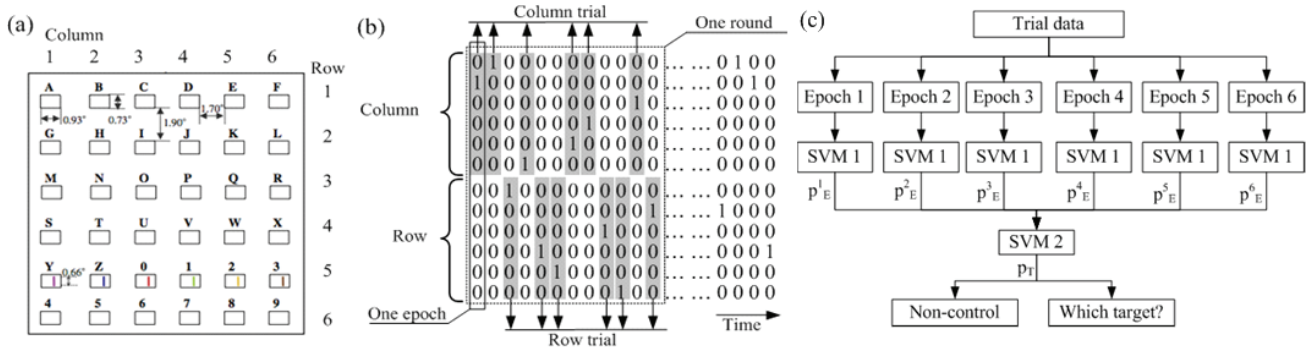 (a)
Column
1 2 3 4 5 6
Row
A B C D E F
1
0.93° 0.73° 1.90° 1.70°
G H I J K L
2
M N O P Q R
3
S T U V W X
4
Y Z 0 1 2 3
0.66°
5
4 5 6 7 8 9
6
(b)
Column trial
One round
Column
0 1 0 0 0 0 0 0 0 0 0 0 ... ... 0 1 0 0
1 0 0 0 0 0 0 0 0 0 0 0 ... ... 0 0 1 0
0 0 0 0 0 0 0 0 0 0 1 0 ... ... 0 0 0 0
0 0 0 0 0 0 0 1 0 0 0 0 ... ... 0 0 0 0
0 0 0 0 0 0 1 0 0 0 0 0 ... ... 0 0 0 0
0 0 0 1 0 0 0 0 0 0 0 0 ... ... 0 0 0 0
Row
0 0 1 0 0 0 0 0 0 0 0 0 ... ... 0 0 0 0
0 0 0 0 0 0 0 0 0 0 0 1 ... ... 1 0 0 0
0 0 0 0 0 0 0 0 1 0 0 0 ... ... 0 0 0 0
0 0 0 0 1 0 0 0 0 0 0 0 ... ... 0 0 0 1
0 0 0 0 0 1 0 0 0 0 0 0 ... ... 0 0 0 0
0 0 0 0 0 0 0 0 0 1 0 0 ... ... 0 0 0 0
One epoch
Time
Row trial
(c)
Trial data
Epoch 1 Epoch 2 Epoch 3 Epoch 4 Epoch 5 Epoch 6
SVM 1 SVM 1 SVM 1 SVM 1 SVM 1 SVM 1
p¹E p²E p³E p⁴E p⁵E p⁶E
SVM 2
pT
Non-control Which target?